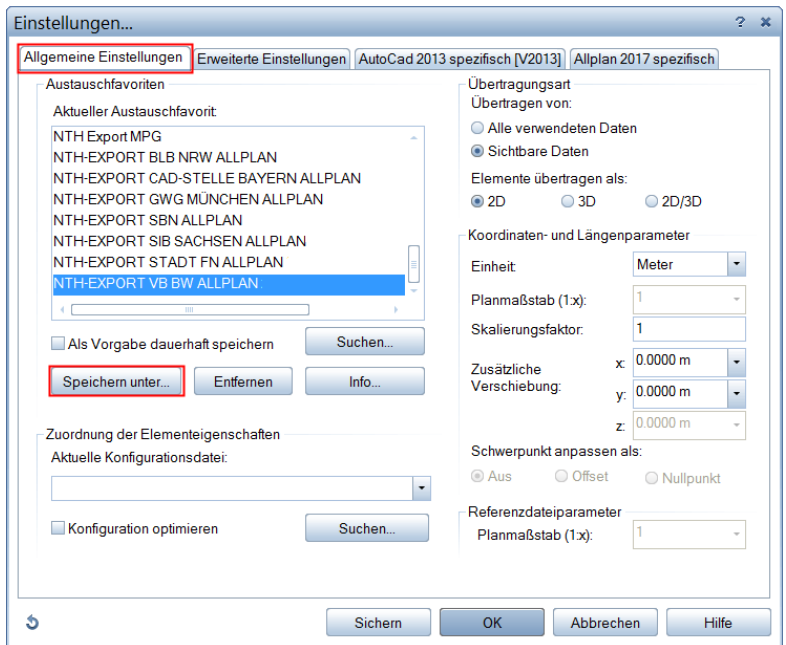 Einstellungen...
?
Allgemeine Einstellungen
Erweiterte Einstellungen
AutoCad 2013 spezifisch [V2013]
Allplan 2017 spezifisch
Austauschfavoriten
Aktueller Austauschfavorit:
NTH Export MPG
NTH-EXPORT BLB NRW ALLPLAN
NTH-EXPORT CAD-STELLE BAYERN ALLPLAN
NTH-EXPORT GWG MÜNCHEN ALLPLAN
NTH-EXPORT SBN ALLPLAN
NTH-EXPORT SIB SACHSEN ALLPLAN
NTH-EXPORT STADT FN ALLPLAN
NTH-EXPORT VB BW ALLPLAN
Als Vorgabe dauerhaft speichern
Suchen...
Speichern unter...
Entfernen
Info...
Zuordnung der Elementeigenschaften
Aktuelle Konfigurationsdatei:
Konfiguration optimieren
Suchen...
Übertragungsart
Übertragen von:
Alle verwendeten Daten
Sichtbare Daten
Elemente übertragen als:
2D
3D
2D/3D
Koordinaten- und Längenparameter
Einheit:
Meter
Planmaßstab (1:x):
1
Skalierungsfaktor:
1
Zusätzliche
Verschiebung:
x:
0.0000 m
y:
0.0000 m
z:
0.0000 m
Schwerpunkt anpassen als:
Aus
Offset
Nullpunkt
Referenzdateiparameter
Planmaßstab (1:x):
1
Sichern
OK
Abbrechen
Hilfe